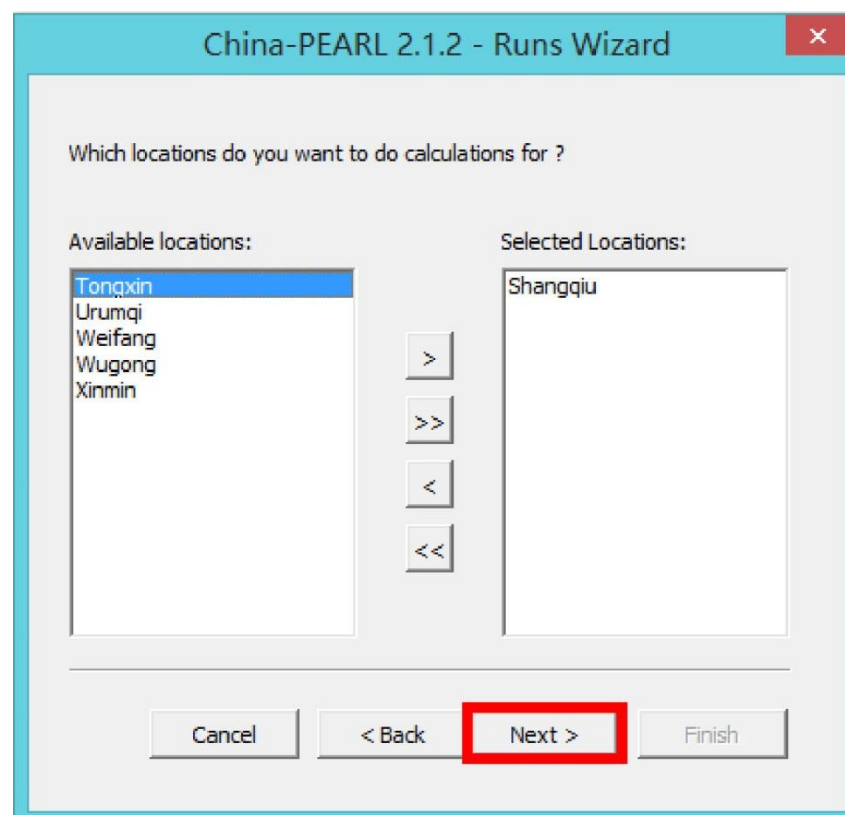 China-PEARL 2.1.2 - Runs Wizard
Which locations do you want to do calculations for ?
Available locations:
Selected Locations:
Tongxin
Urumqi
Weifang
Wugong
Xinmin
>
>>
<
<<
Shangqiu
Cancel
< Back
Next >
Finish